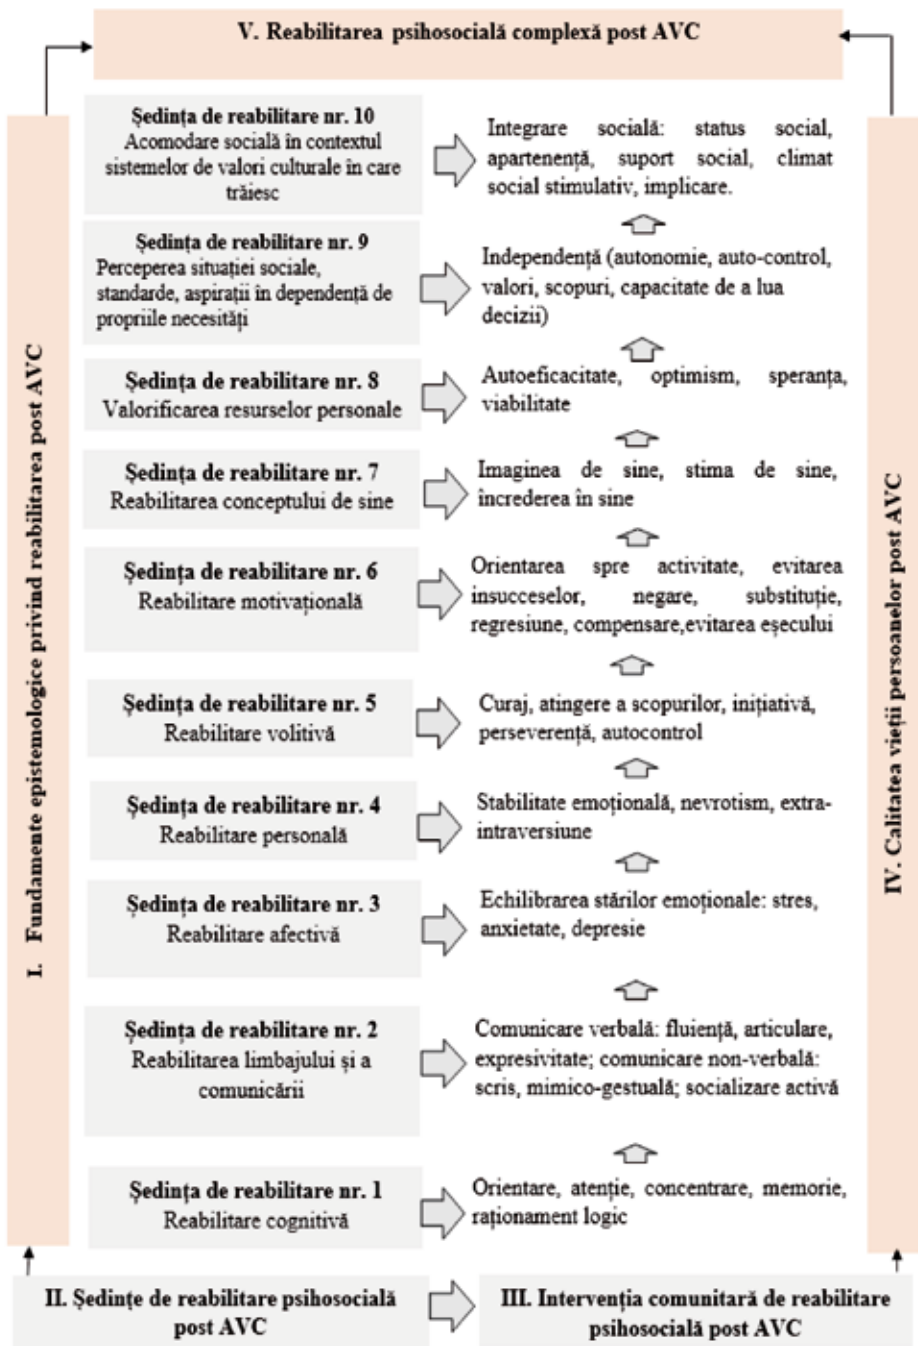 V. Reabilitarea psihosocială complexă post AVC
I. Fundamente epistemologice privind reabilitarea post AVC
Ședința de reabilitare nr. 10
Acomodare socială în contextul
sistemelor de valori culturale în care
trăiesc
Integrare socială: status social,
apartenență, suport social, climat
social stimulativ, implicare.
Ședința de reabilitare nr. 9
Perceperea situației sociale,
standarde, aspirații în dependență de
propriile necesități
Independență (autonomie, auto-control,
valori, scopuri, capacitate de a lua
decizii)
Ședința de reabilitare nr. 8
Valorificarea resurselor personale
Autoeficacitate, optimism, speranța,
viabilitate
Ședința de reabilitare nr. 7
Reabilitarea conceptului de sine
Imaginea de sine, stima de sine,
încrederea în sine
Ședința de reabilitare nr. 6
Reabilitare motivațională
Orientarea spre activitate, evitarea
insucceselor, negare, substituție,
regresiune, compensare,evitarea eșecului
Ședința de reabilitare nr. 5
Reabilitare volitivă
Curaj, atingere a scopurilor, inițiativă,
perseverență, autocontrol
Ședința de reabilitare nr. 4
Reabilitare personală
Stabilitate emoțională, nevrotism, extra-
intraversiune
Ședința de reabilitare nr. 3
Reabilitare afectivă
Echilibrarea stărilor emoționale: stres,
anxietate, depresie
Ședința de reabilitare nr. 2
Reabilitarea limbajului și a
comunicării
Comunicare verbală: fluiență, articulare,
expresivitate; comunicare non-verbală:
scris, mimico-gestuală; socializare activă
Ședința de reabilitare nr. 1
Reabilitare cognitivă
Orientare, atenție, concentrare, memorie,
raționament logic
IV. Calitatea vieții persoanelor post AVC
II. Ședințe de reabilitare psihosocială
post AVC
III. Intervenția comunitară de reabilitare
psihosocială post AVC